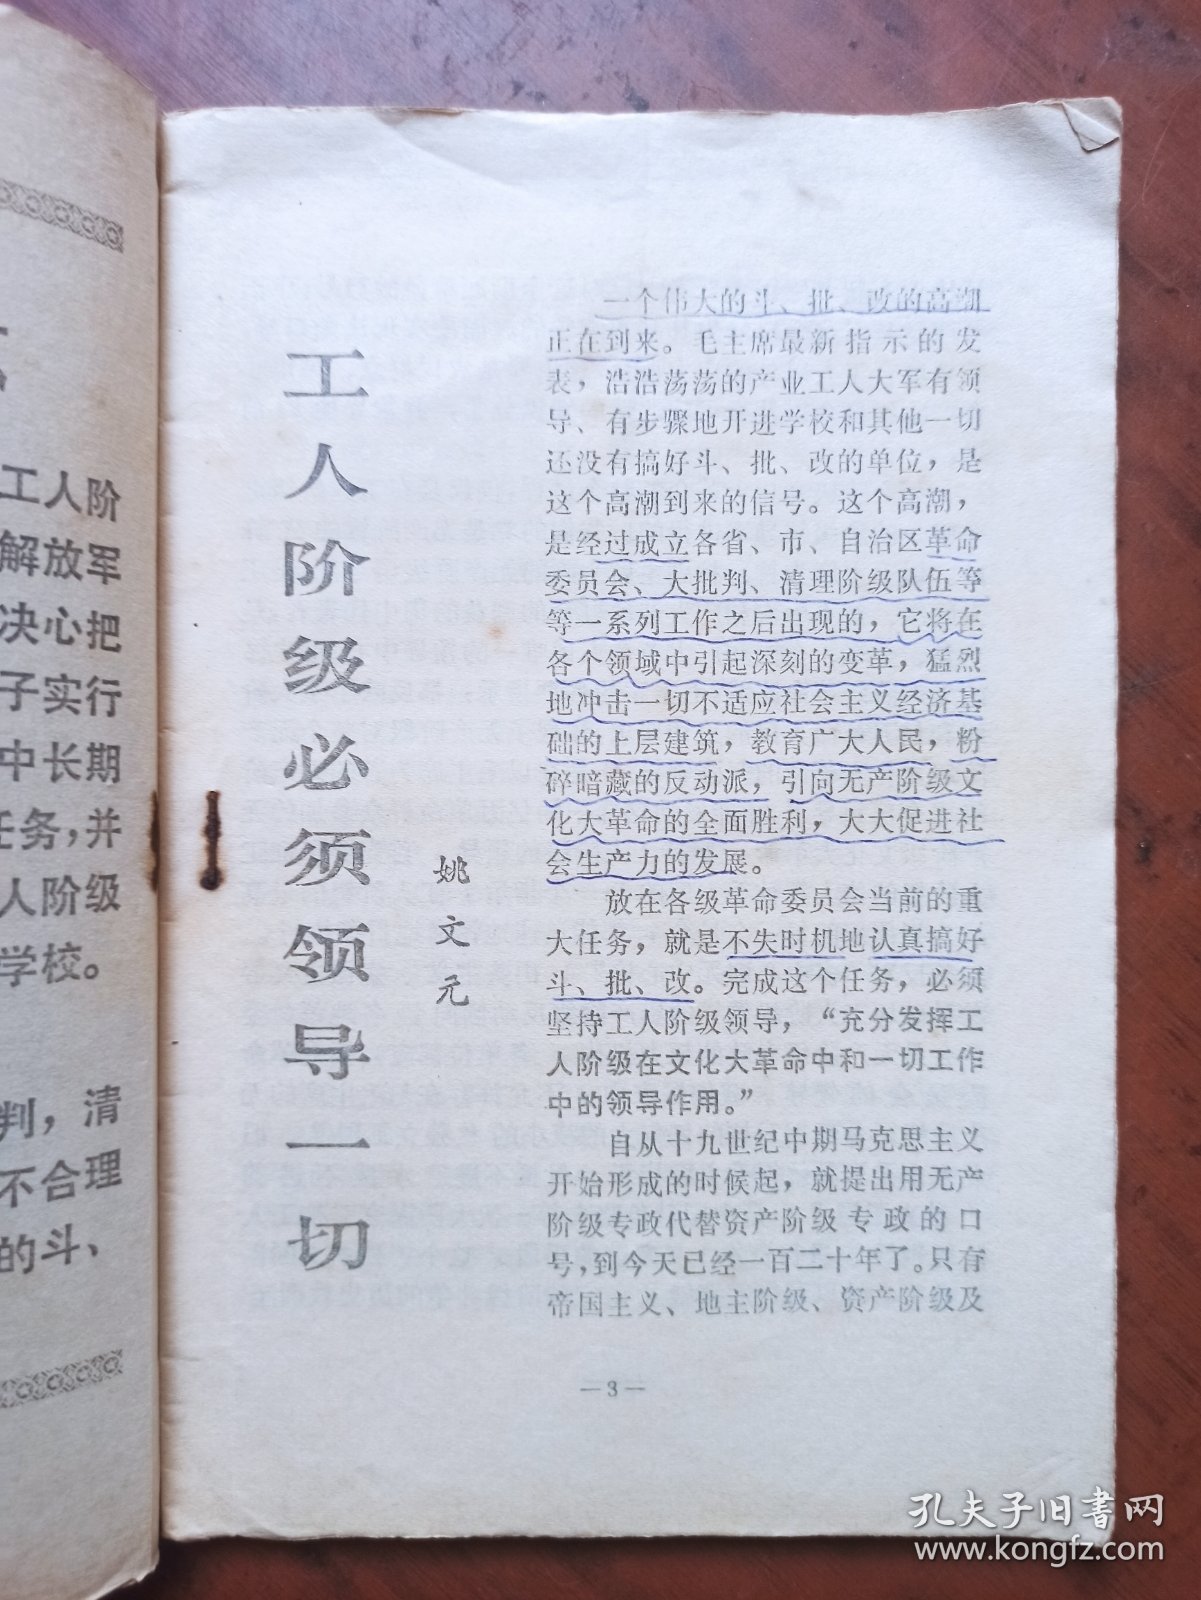 工人阶
解放军
决心把
子实行
中长期
任务，并
人阶级
学校。
判，清
不合理
的斗、
工人阶级必须领导一切
姚文元
一个伟大的斗、批、改的高潮
正在到来。毛主席最新指示的发
表，浩浩荡荡的产业工人大军有领
导、有步骤地开进学校和其他一切
还没有搞好斗、批、改的单位，是
这个高潮到来的信号。这个高潮，
是经过成立各省、市、自治区革命
委员会、大批判、清理阶级队伍等
等一系列工作之后出现的，它将在
各个领域中引起深刻的变革，猛烈
地冲击一切不适应社会主义经济基
础的上层建筑，教育广大人民，粉
碎暗藏的反动派，引向无产阶级文
化大革命的全面胜利，大大促进社
会生产力的发展。
放在各级革命委员会当前的重
大任务，就是不失时机地认真搞好
斗、批、改。完成这个任务，必须
坚持工人阶级领导，“充分发挥工
人阶级在文化大革命中和一切工作
中的领导作用。”
自从十九世纪中期马克思主义
开始形成的时候起，就提出用无产
阶级专政代替资产阶级专政的口
号，到今天已经一百二十年了。只有
帝国主义、地主阶级、资产阶级及
—3—
孔夫子旧书网
www.kongfz.com